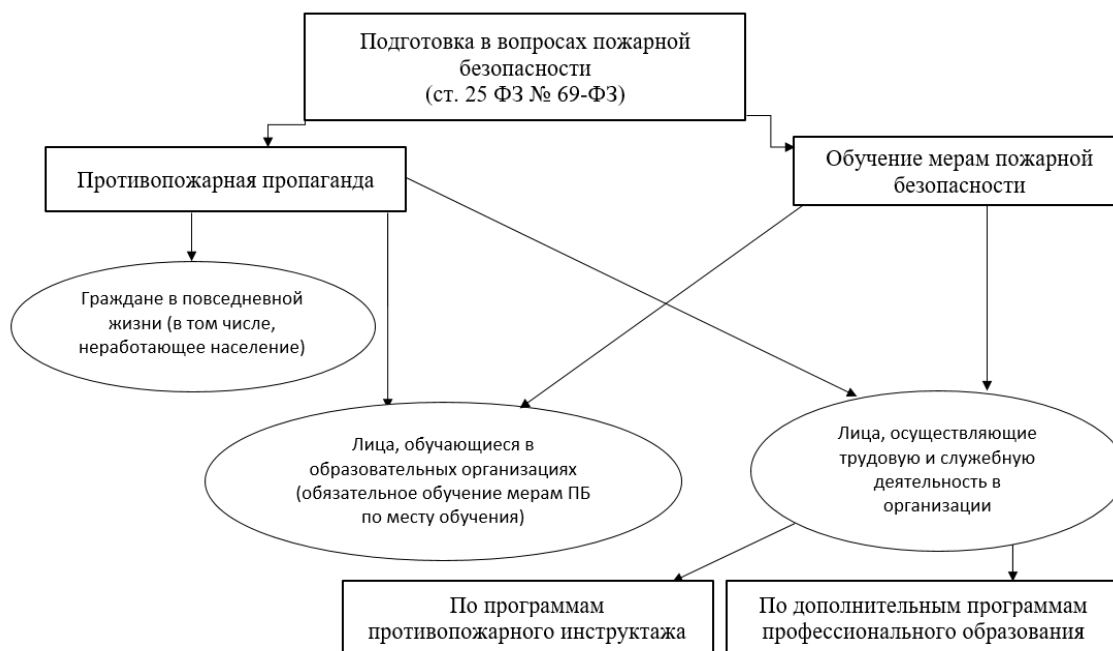 Подготовка в вопросах пожарной
безопасности
(ст. 25 ФЗ № 69-ФЗ)
Противопожарная пропаганда
Обучение мерам пожарной
безопасности
Граждане в повседневной
жизни (в том числе,
неработающее население)
Лица, обучающиеся в
образовательных организациях
(обязательное обучение мерам ПБ
по месту обучения)
Лица, осуществляющие
трудовую и служебную
деятельность в
организации
По программам
противопожарного инструктажа
По дополнительным программам
профессионального образования